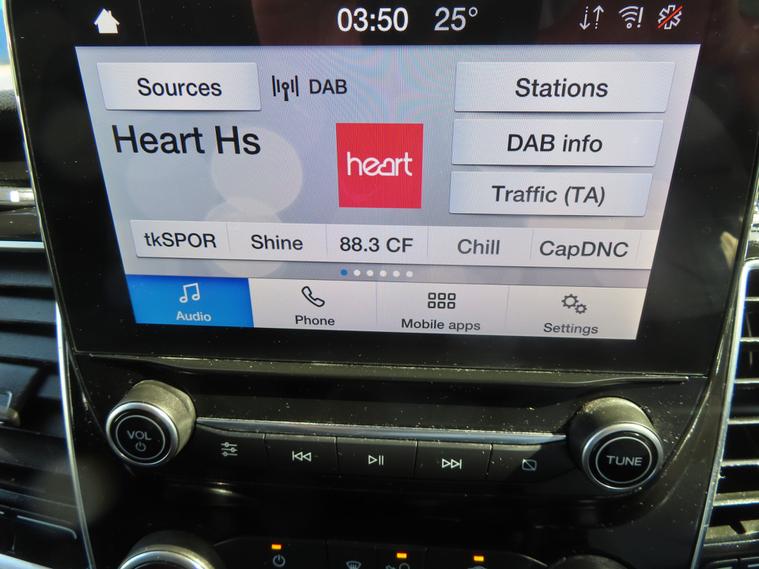 03:50 25°
Sources DAB Stations
Heart Hs
heart
DAB info
Traffic (TA)
tkSPOR Shine 88.3 CF Chill CapDNC
Audio Phone Mobile apps Settings
VOL
TUNE